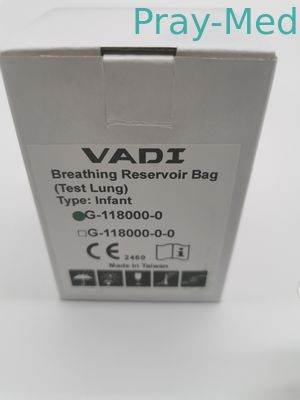 Pray-Med
VADI
Breathing Reservoir Bag
(Test Lung)
Type: Infant
G-118000-0
G-118000-0-0
CE 2460
Made In Taiwan